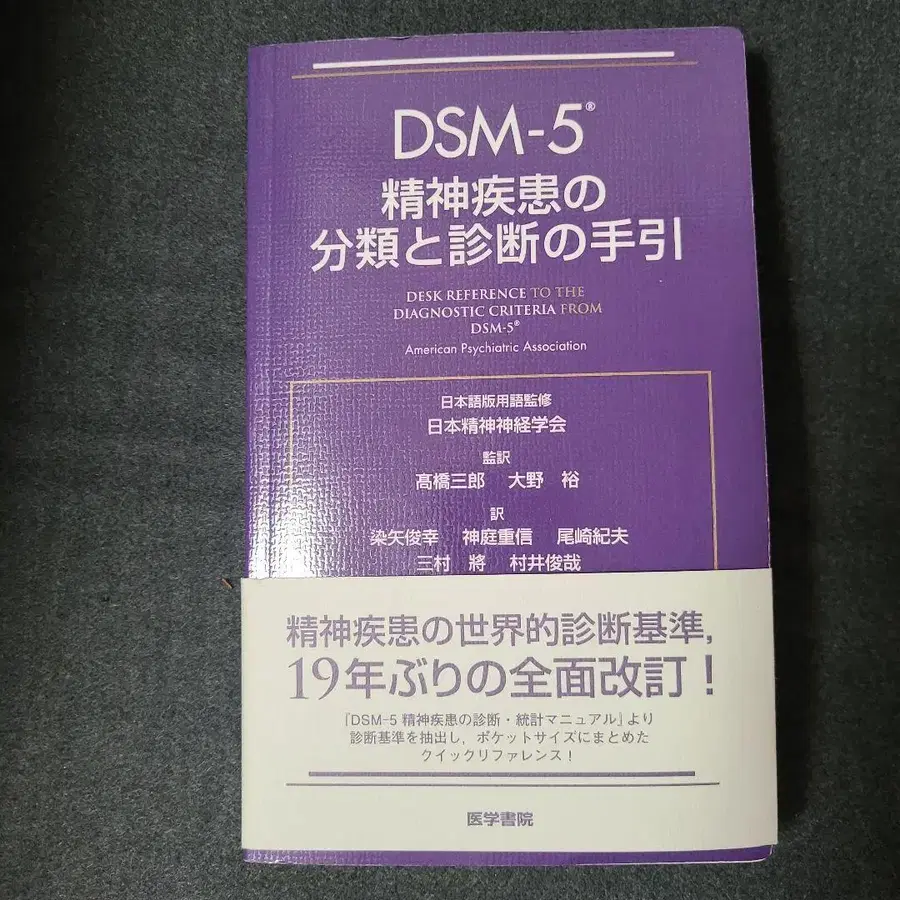 DSM-5®
精神疾患の
分類と診断の手引
DESK REFERENCE TO THE
DIAGNOSTIC CRITERIA FROM
DSM-5®
American Psychiatric Association
日本語版用語監修
日本精神神経学会
監訳
髙橋三郎 大野 裕
訳
染矢俊幸 神庭重信 尾崎紀夫
三村 將 村井俊哉
精神疾患の世界的診断基準,
19年ぶりの全面改訂!
『DSM-5 精神疾患の診断・統計マニュアル』より
診断基準を抽出し,ポケットサイズにまとめた
クイックリファレンス!
医学書院